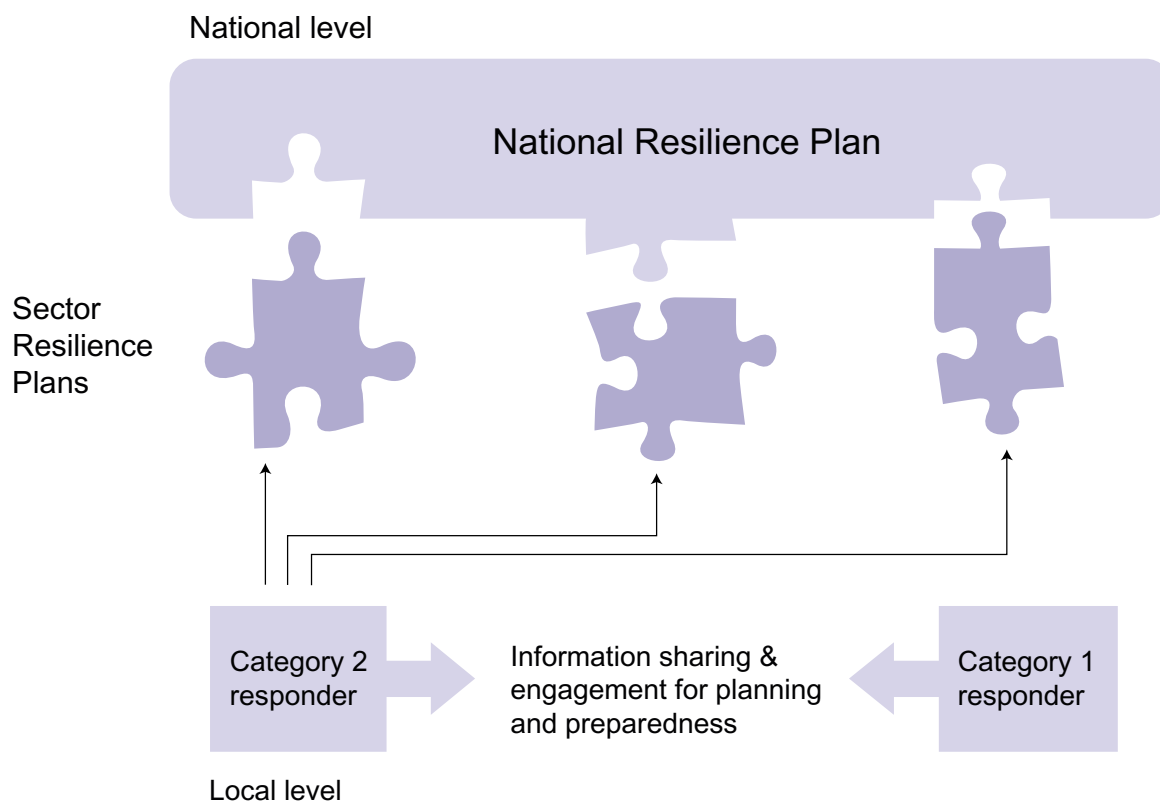 National level
National Resilience Plan
Sector
Resilience
Plans
Category 2
responder
Information sharing &
engagement for planning
and preparedness
Category 1
responder
Local level